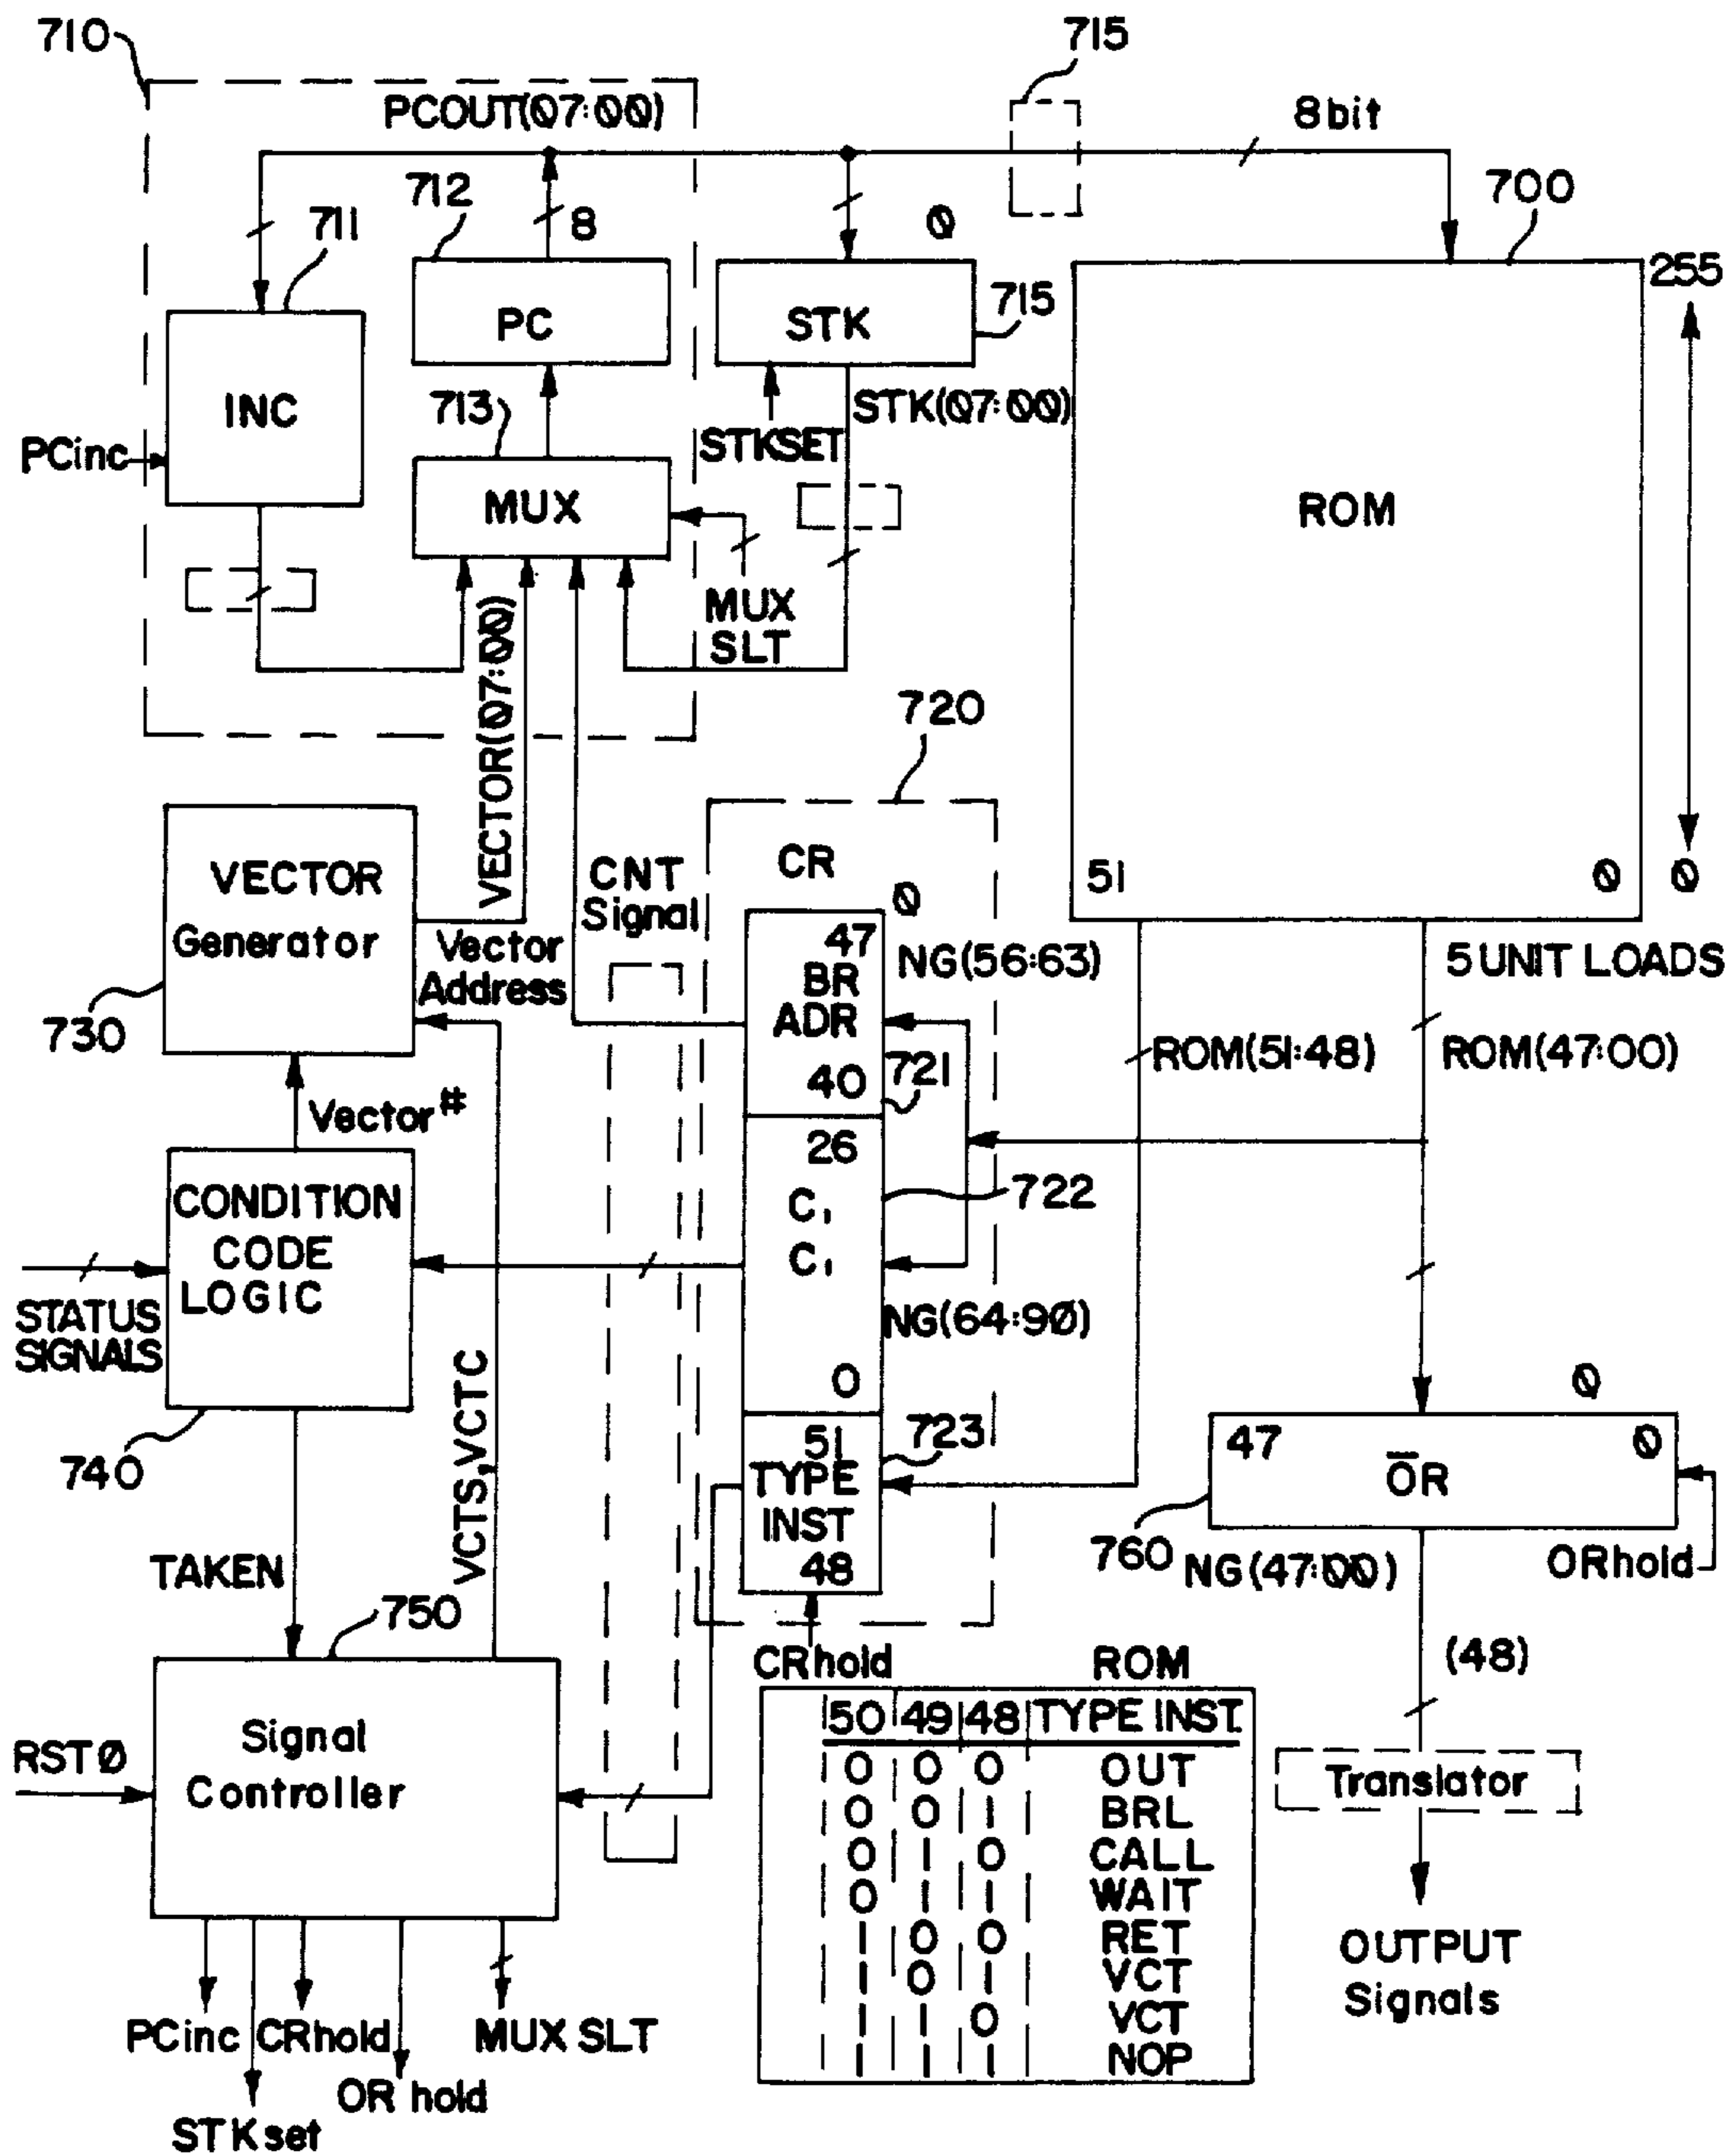 710
715
PCOUT(07:00)
8bit
712
8
0
700
711
255
INC
PC
STK
715
713
STK(07:00)
PCinc
MUX
STKSET
ROM
MUX
SLT
VECTOR(07:00)
720
VECTOR
Generator
Vector
Address
CNT
Signal
CR
0
51
0
0
47
BR
ADR
40
NG(56:63)
5 UNIT LOADS
730
721
ROM(51:48)
ROM(47:00)
Vector#
26
C1
C1
0
722
CONDITION
CODE
LOGIC
STATUS
SIGNALS
NG(64:90)
740
VCTS,VCTC
51
TYPE
INST
48
723
0
47
0
OR
760
NG(47:00)
ORhold
TAKEN
750
CRhold
ROM
(48)
RST0
Signal
Controller
50 49 48 TYPE INST.
0 0 0 OUT
0 0 1 BRL
0 1 0 CALL
0 1 1 WAIT
1 0 0 RET
1 0 1 VCT
1 1 0 VCT
1 1 1 NOP
Translator
OUTPUT
Signals
PCinc CRhold MUX SLT
OR hold
STKset